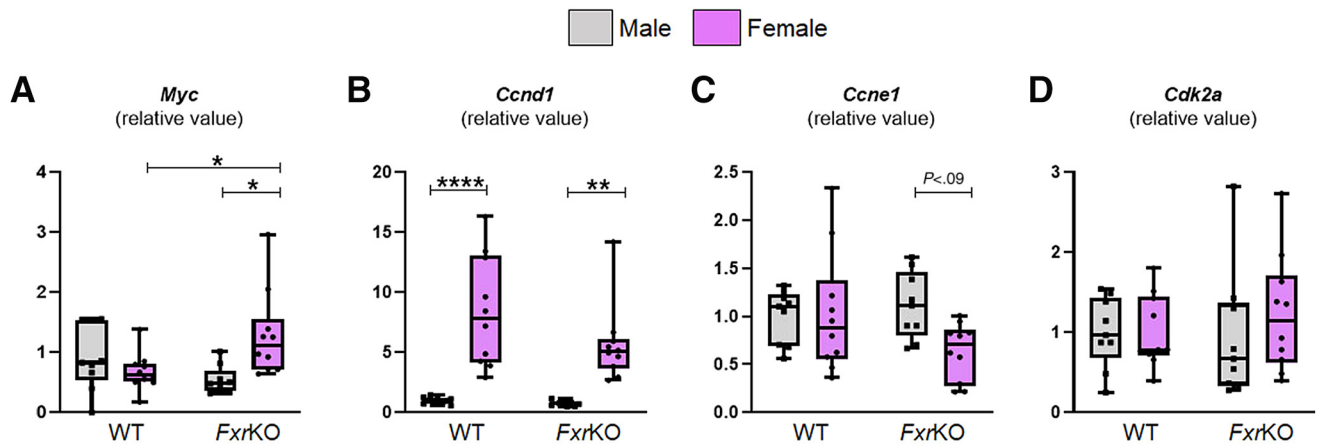 Male Female
A B C D
Myc Ccnd1 Ccne1 Cdk2a
(relative value) (relative value) (relative value) (relative value)
* * **** ** P<.09
4 20 2.5 3
3 15 2.0 2
2 10 1.5 1
1 5 1.0 0
0 0 0.5
0.0
WT FxrKO WT FxrKO WT FxrKO WT FxrKO